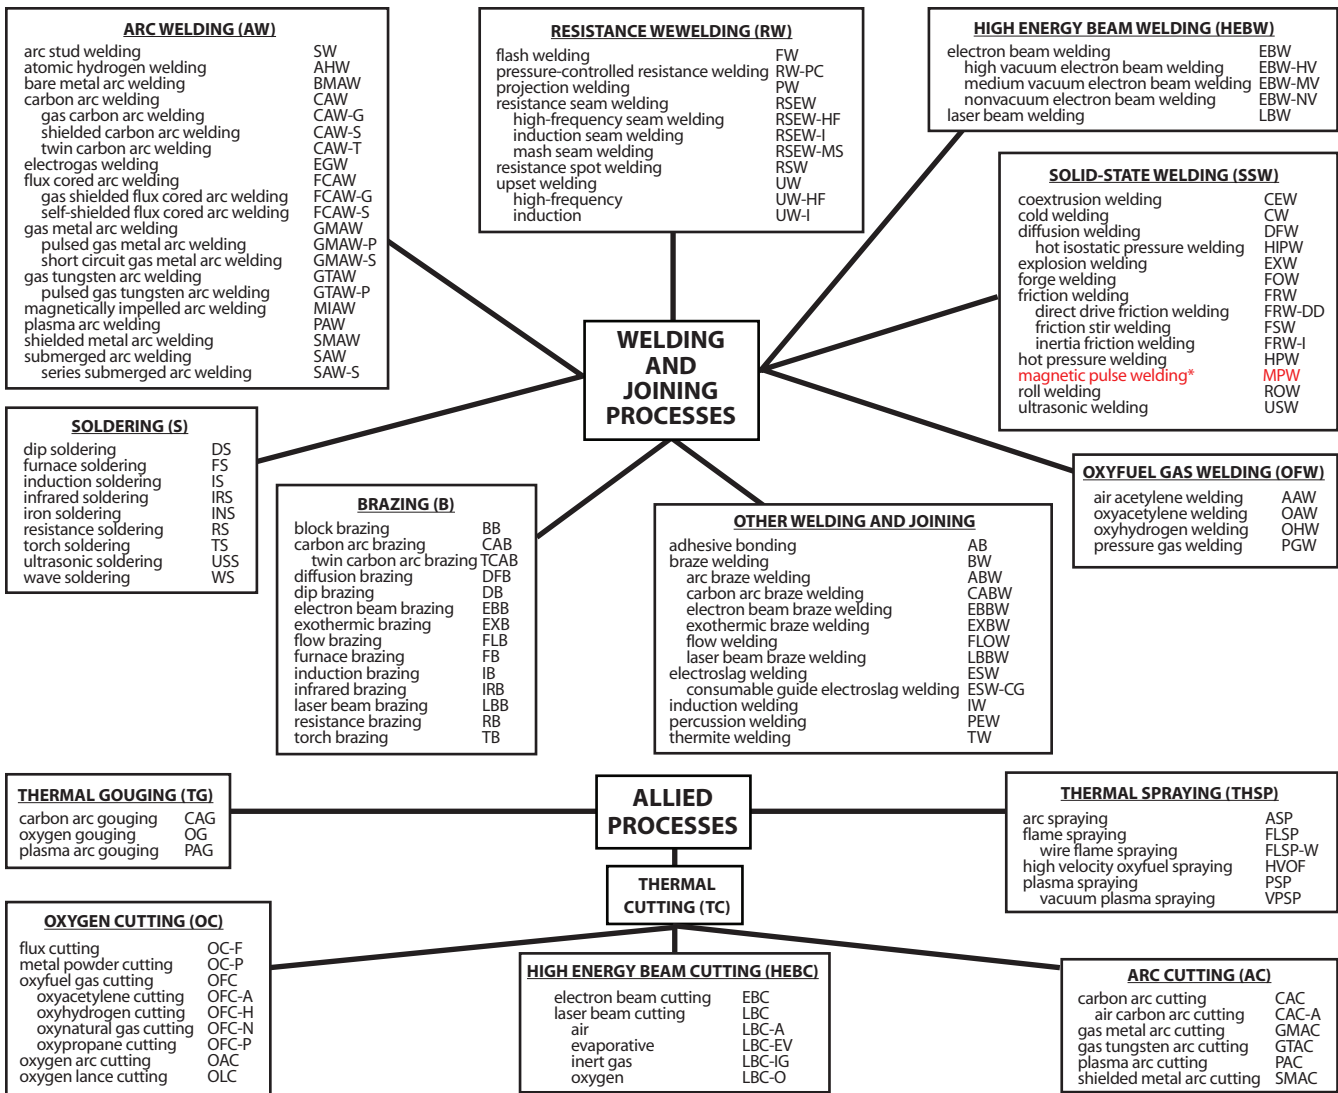 ARC WELDING (AW)
arc stud welding SW
atomic hydrogen welding AHW
bare metal arc welding BMAW
carbon arc welding CAW
gas carbon arc welding CAW-G
shielded carbon arc welding CAW-S
twin carbon arc welding CAW-T
electrogas welding EGW
flux cored arc welding FCAW
gas shielded flux cored arc welding FCAW-G
self-shielded flux cored arc welding FCAW-S
gas metal arc welding GMAW
pulsed gas metal arc welding GMAW-P
short circuit gas metal arc welding GMAW-S
gas tungsten arc welding GTAW
pulsed gas tungsten arc welding GTAW-P
magnetically impelled arc welding MIAW
plasma arc welding PAW
shielded metal arc welding SMAW
submerged arc welding SAW
series submerged arc welding SAW-S
RESISTANCE WEWELDING (RW)
flash welding FW
pressure-controlled resistance welding RW-PC
projection welding PW
resistance seam welding RSEW
high-frequency seam welding RSEW-HF
induction seam welding RSEW-I
mash seam welding RSEW-MS
resistance spot welding RSW
upset welding UW
high-frequency UW-HF
induction UW-I
HIGH ENERGY BEAM WELDING (HEBW)
electron beam welding EBW
high vacuum electron beam welding EBW-HV
medium vacuum electron beam welding EBW-MV
nonvacuum electron beam welding EBW-NV
laser beam welding LBW
SOLID-STATE WELDING (SSW)
coextrusion welding CEW
cold welding CW
diffusion welding DFW
hot isostatic pressure welding HIPW
explosion welding EXW
forge welding FOW
friction welding FRW
direct drive friction welding FRW-DD
friction stir welding FSW
inertia friction welding FRW-I
hot pressure welding HPW
magnetic pulse welding* MPW
roll welding ROW
ultrasonic welding USW
WELDING
AND
JOINING
PROCESSES
SOLDERING (S)
dip soldering DS
furnace soldering FS
induction soldering IS
infrared soldering IRS
iron soldering INS
resistance soldering RS
torch soldering TS
ultrasonic soldering USS
wave soldering WS
BRAZING (B)
block brazing BB
carbon arc brazing CAB
twin carbon arc brazing TCAB
diffusion brazing DFB
dip brazing DB
electron beam brazing EBB
exothermic brazing EXB
flow brazing FLB
furnace brazing FB
induction brazing IB
infrared brazing IRB
laser beam brazing LBB
resistance brazing RB
torch brazing TB
OTHER WELDING AND JOINING
adhesive bonding AB
braze welding BW
arc braze welding ABW
carbon arc braze welding CABW
electron beam braze welding EBBW
exothermic braze welding EXBW
flow welding FLOW
laser beam braze welding LBBW
electroslag welding ESW
consumable guide electroslag welding ESW-CG
induction welding IW
percussion welding PEW
thermite welding TW
OXYFUEL GAS WELDING (OFW)
air acetylene welding AAW
oxyacetylene welding OAW
oxyhydrogen welding OHW
pressure gas welding PGW
THERMAL GOUGING (TG)
carbon arc gouging CAG
oxygen gouging OG
plasma arc gouging PAG
ALLIED
PROCESSES
THERMAL SPRAYING (THSP)
arc spraying ASP
flame spraying FLSP
wire flame spraying FLSP-W
high velocity oxyfuel spraying HVOF
plasma spraying PSP
vacuum plasma spraying VPSP
THERMAL
CUTTING (TC)
OXYGEN CUTTING (OC)
flux cutting OC-F
metal powder cutting OC-P
oxyfuel gas cutting OFC
oxyacetylene cutting OFC-A
oxyhydrogen cutting OFC-H
oxynatural gas cutting OFC-N
oxypropane cutting OFC-P
oxygen arc cutting OAC
oxygen lance cutting OLC
HIGH ENERGY BEAM CUTTING (HEBC)
electron beam cutting EBC
laser beam cutting LBC
air LBC-A
evaporative LBC-EV
inert gas LBC-IG
oxygen LBC-O
ARC CUTTING (AC)
carbon arc cutting CAC
air carbon arc cutting CAC-A
gas metal arc cutting GMAC
gas tungsten arc cutting GTAC
plasma arc cutting PAC
shielded metal arc cutting SMAC